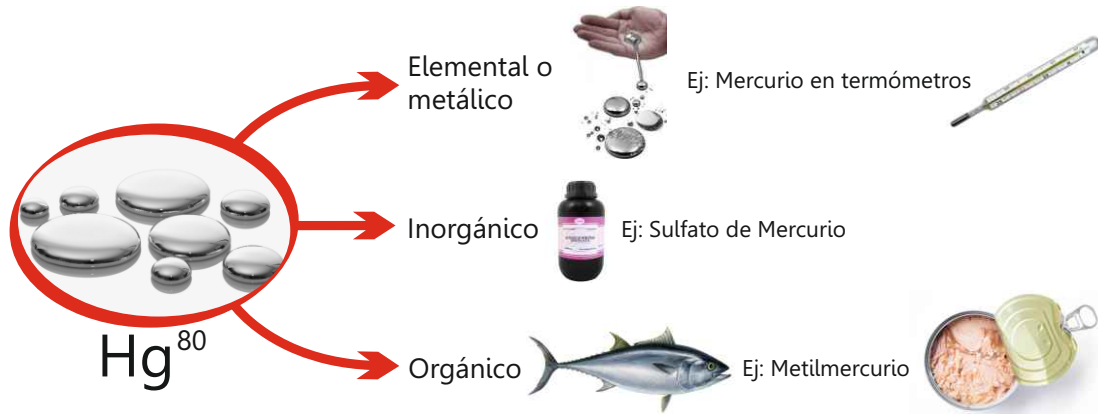 Elemental o
metálico
Ej: Mercurio en termómetros
Inorgánico
Ej: Sulfato de Mercurio
Hg⁸⁰
Orgánico
Ej: Metilmercurio